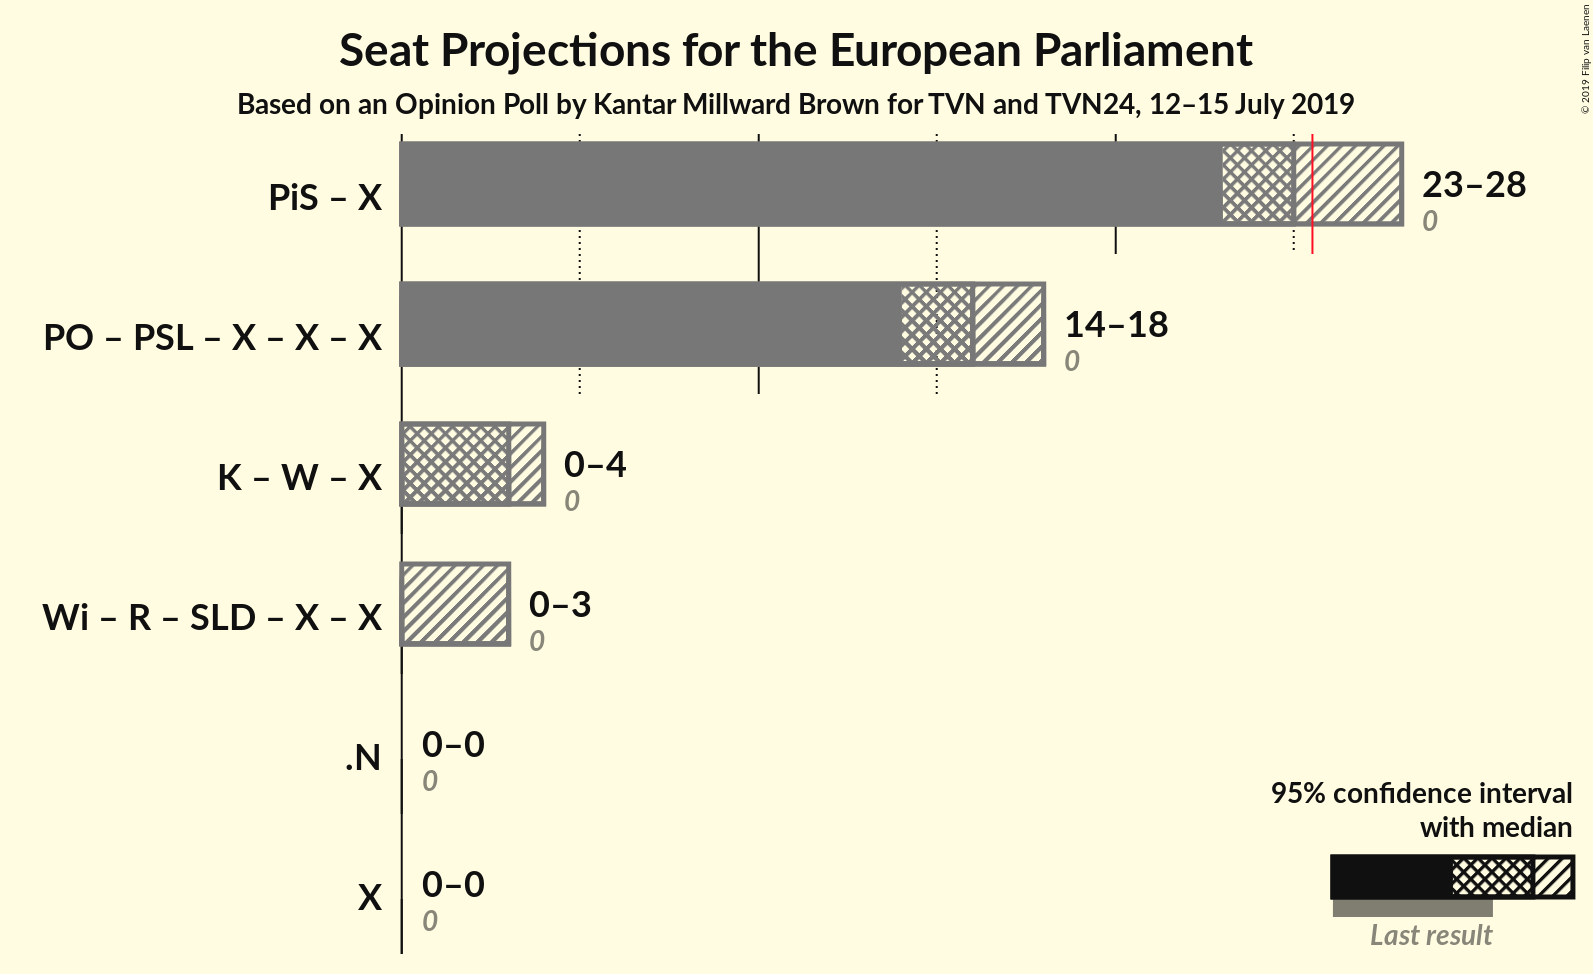 Seat Projections for the European Parliament
Based on an Opinion Poll by Kantar Millward Brown for TVN and TVN24, 12–15 July 2019
© 2019 Filip van Laenen
PiS – X
23–28
0
PO – PSL – X – X – X
14–18
0
K – W – X
0–4
0
Wi – R – SLD – X – X
0–3
0
.N
0–0
0
X
0–0
0
95% confidence interval
with median
Last result